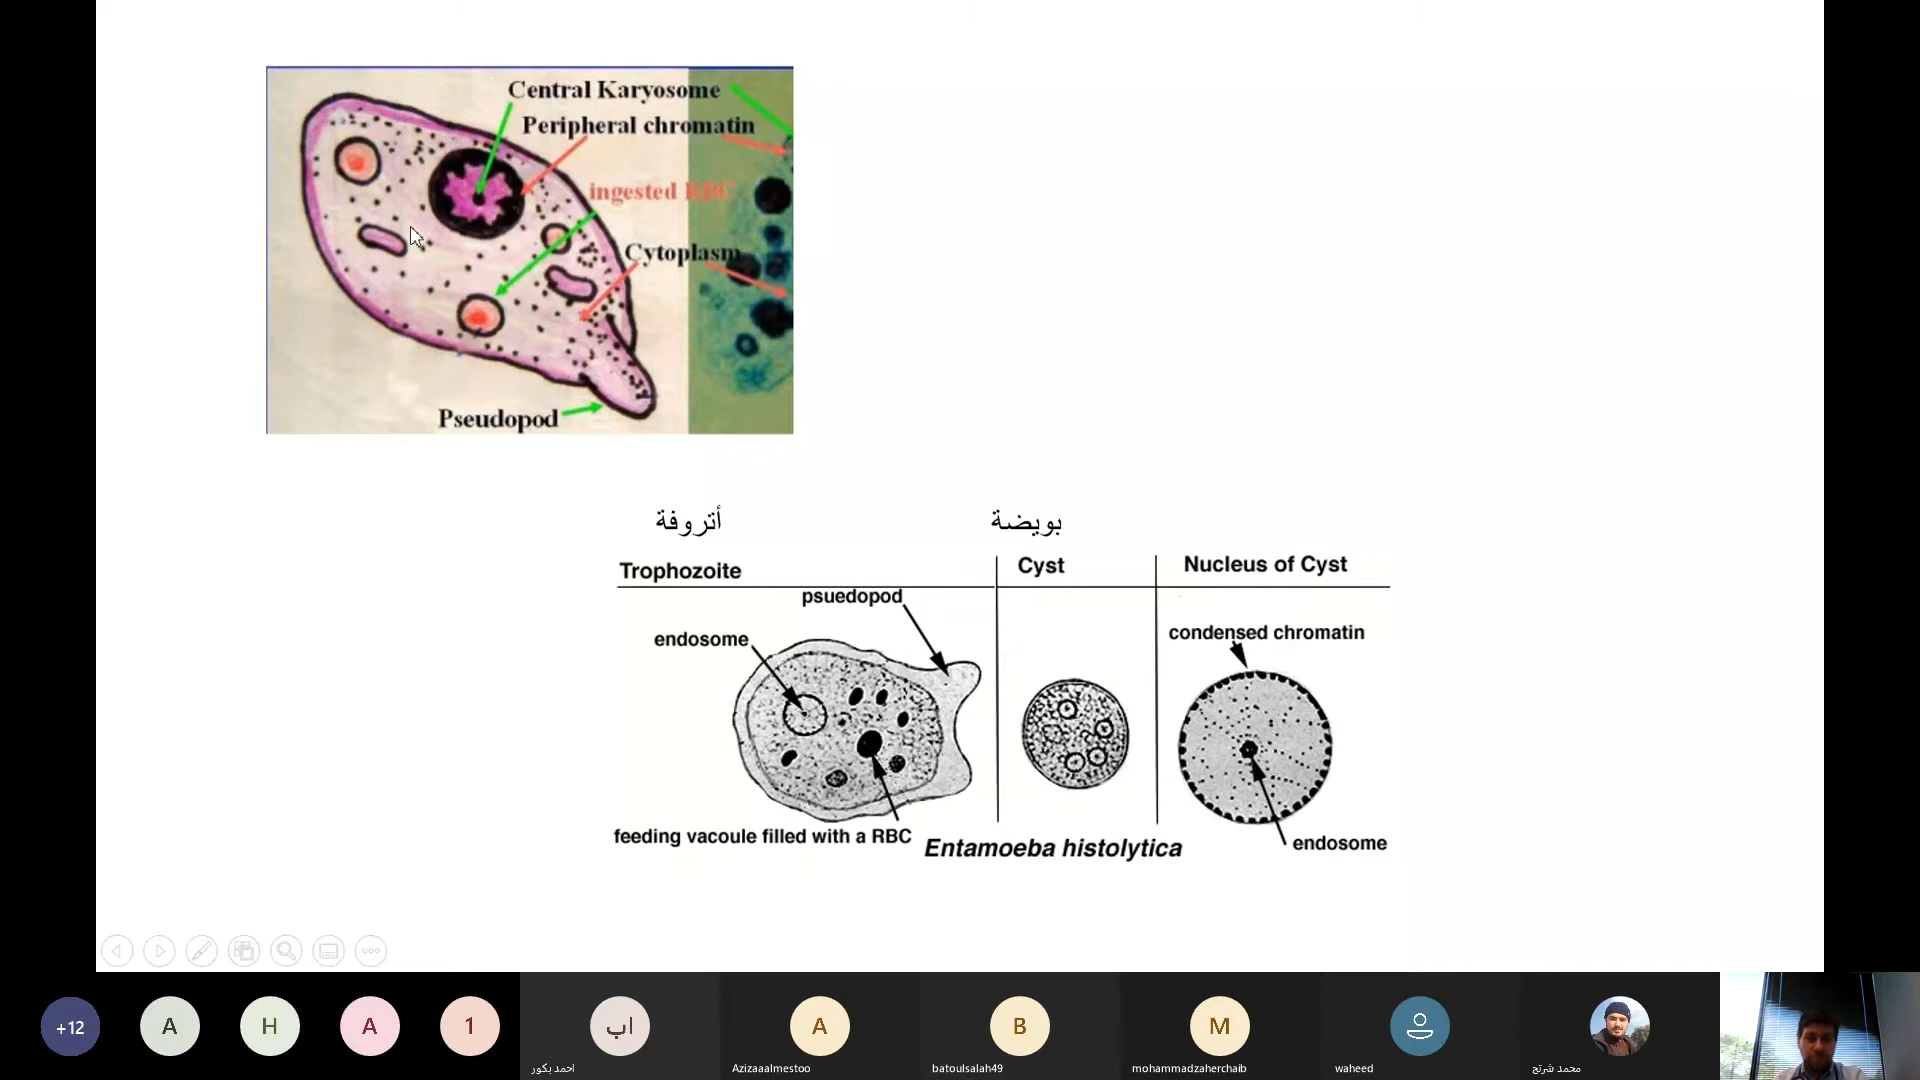 Central Karyosome
Peripheral chromatin
ingested RBC
Cytoplasm
Pseudopod
أتروفة
بويضة
Trophozoite
Cyst
Nucleus of Cyst
psuedopod
endosome
condensed chromatin
feeding vacoule filled with a RBC
Entamoeba histolytica
endosome
+12
A
H
A
1
اب
A
B
M
احمد بكور
Azizaaalmestoo
batoulsalah49
mohammadzaherchaib
waheed
محمد شرتح